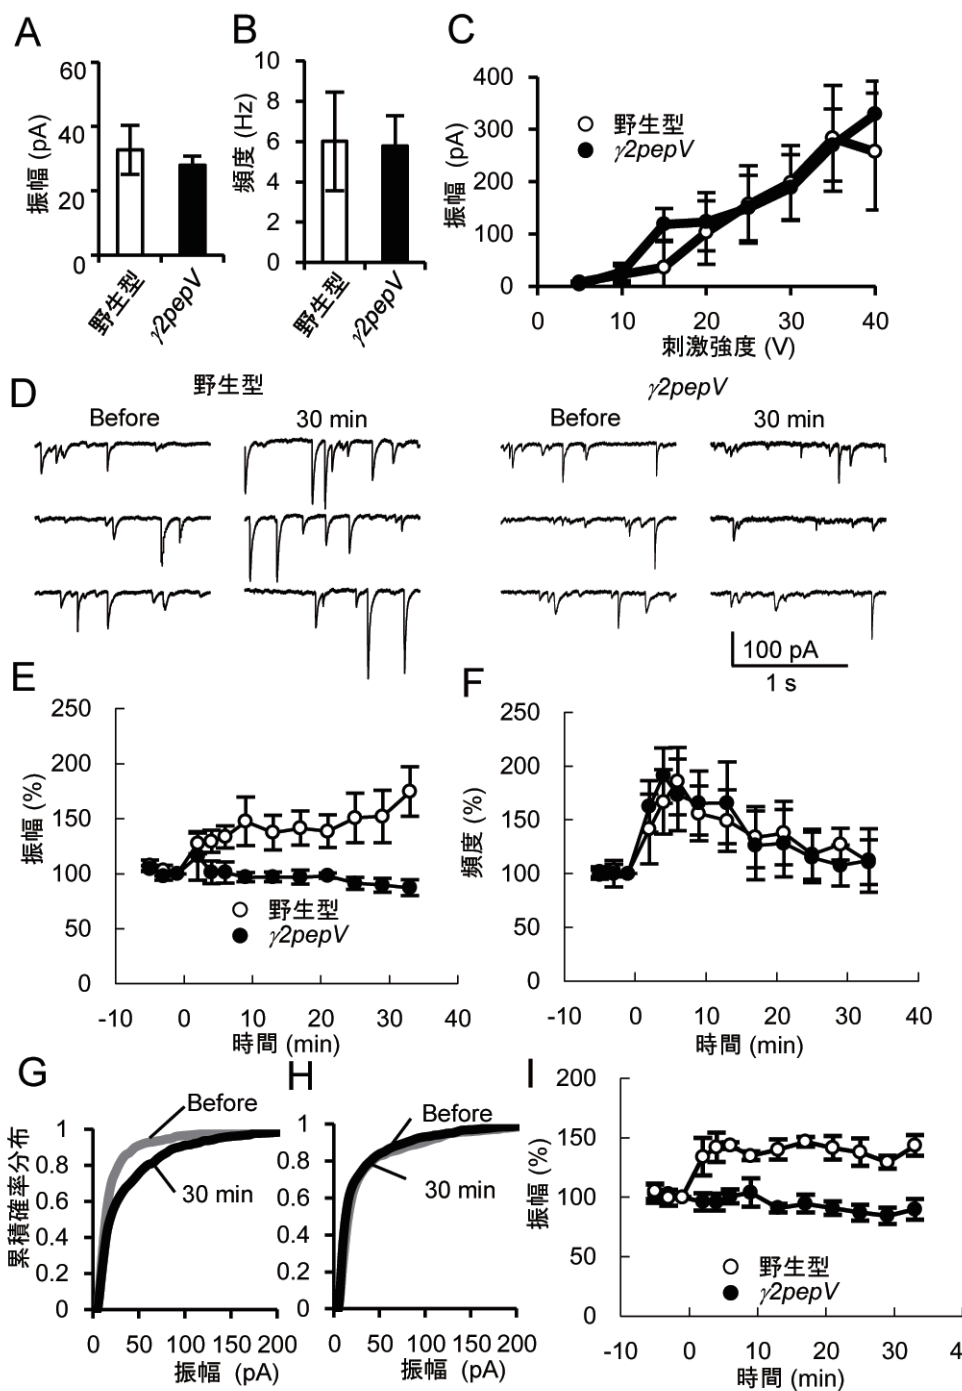 A
振幅 (pA)
60
40
20
0
野生型
γ2pepV
B
頻度 (Hz)
10
8
6
4
2
0
野生型
γ2pepV
C
振幅 (pA)
400
300
200
100
0
野生型
γ2pepV
0 10 20 30 40
刺激強度 (V)
D
野生型
Before 30 min
γ2pepV
Before 30 min
100 pA
1 s
E
振幅 (%)
250
200
150
100
50
0
野生型
γ2pepV
-10 0 10 20 30 40
時間 (min)
F
頻度 (%)
250
200
150
100
50
0
-10 0 10 20 30 40
時間 (min)
G
累積確率分布
1
0.8
0.6
0.4
0.2
0
Before
30 min
0 50 100 150 200
振幅 (pA)
H
1
0.8
0.6
0.4
0.2
0
Before
30 min
0 50 100 150 200
振幅 (pA)
I
振幅 (%)
200
150
100
50
0
野生型
γ2pepV
-10 0 10 20 30 40
時間 (min)